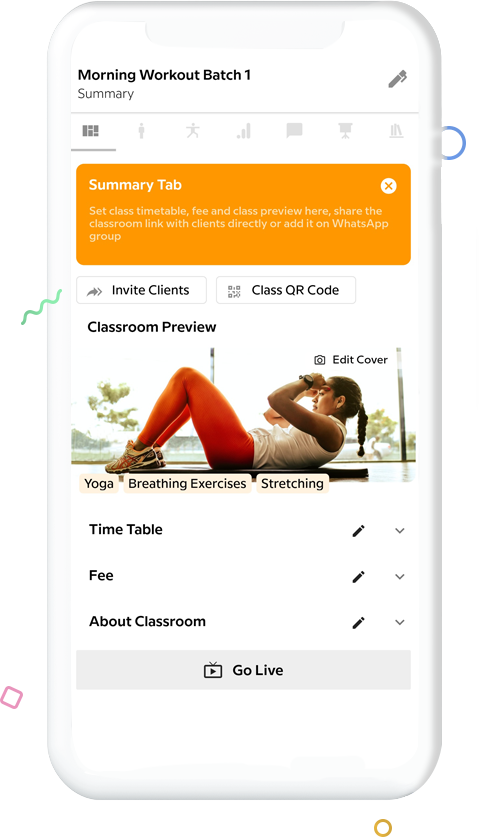 Morning Workout Batch 1
Summary
Summary Tab
Set class timetable, fee and class preview here, share the
classroom link with clients directly or add it on WhatsApp
group
Invite Clients
Class QR Code
Classroom Preview
Edit Cover
Yoga
Breathing Exercises
Stretching
Time Table
Fee
About Classroom
Go Live